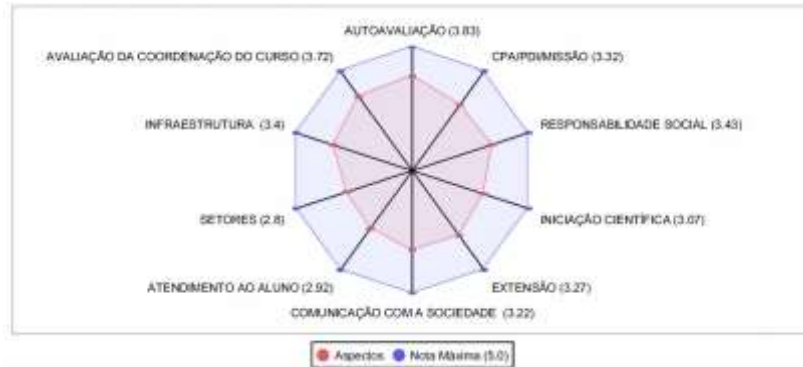 AUTOAVALIAÇÃO (3.83)
AVALIAÇÃO DA COORDENAÇÃO DO CURSO (3.72)
CPA/PDI/MISSÃO (3.32)
INFRAESTRUTURA (3.4)
RESPONSABILIDADE SOCIAL (3.43)
SETORES (2.8)
INICIAÇÃO CIENTÍFICA (3.07)
ATENDIMENTO AO ALUNO (2.92)
EXTENSÃO (3.27)
COMUNICAÇÃO COM A SOCIEDADE (3.22)
Aspectos
Nota Máxima (5.0)